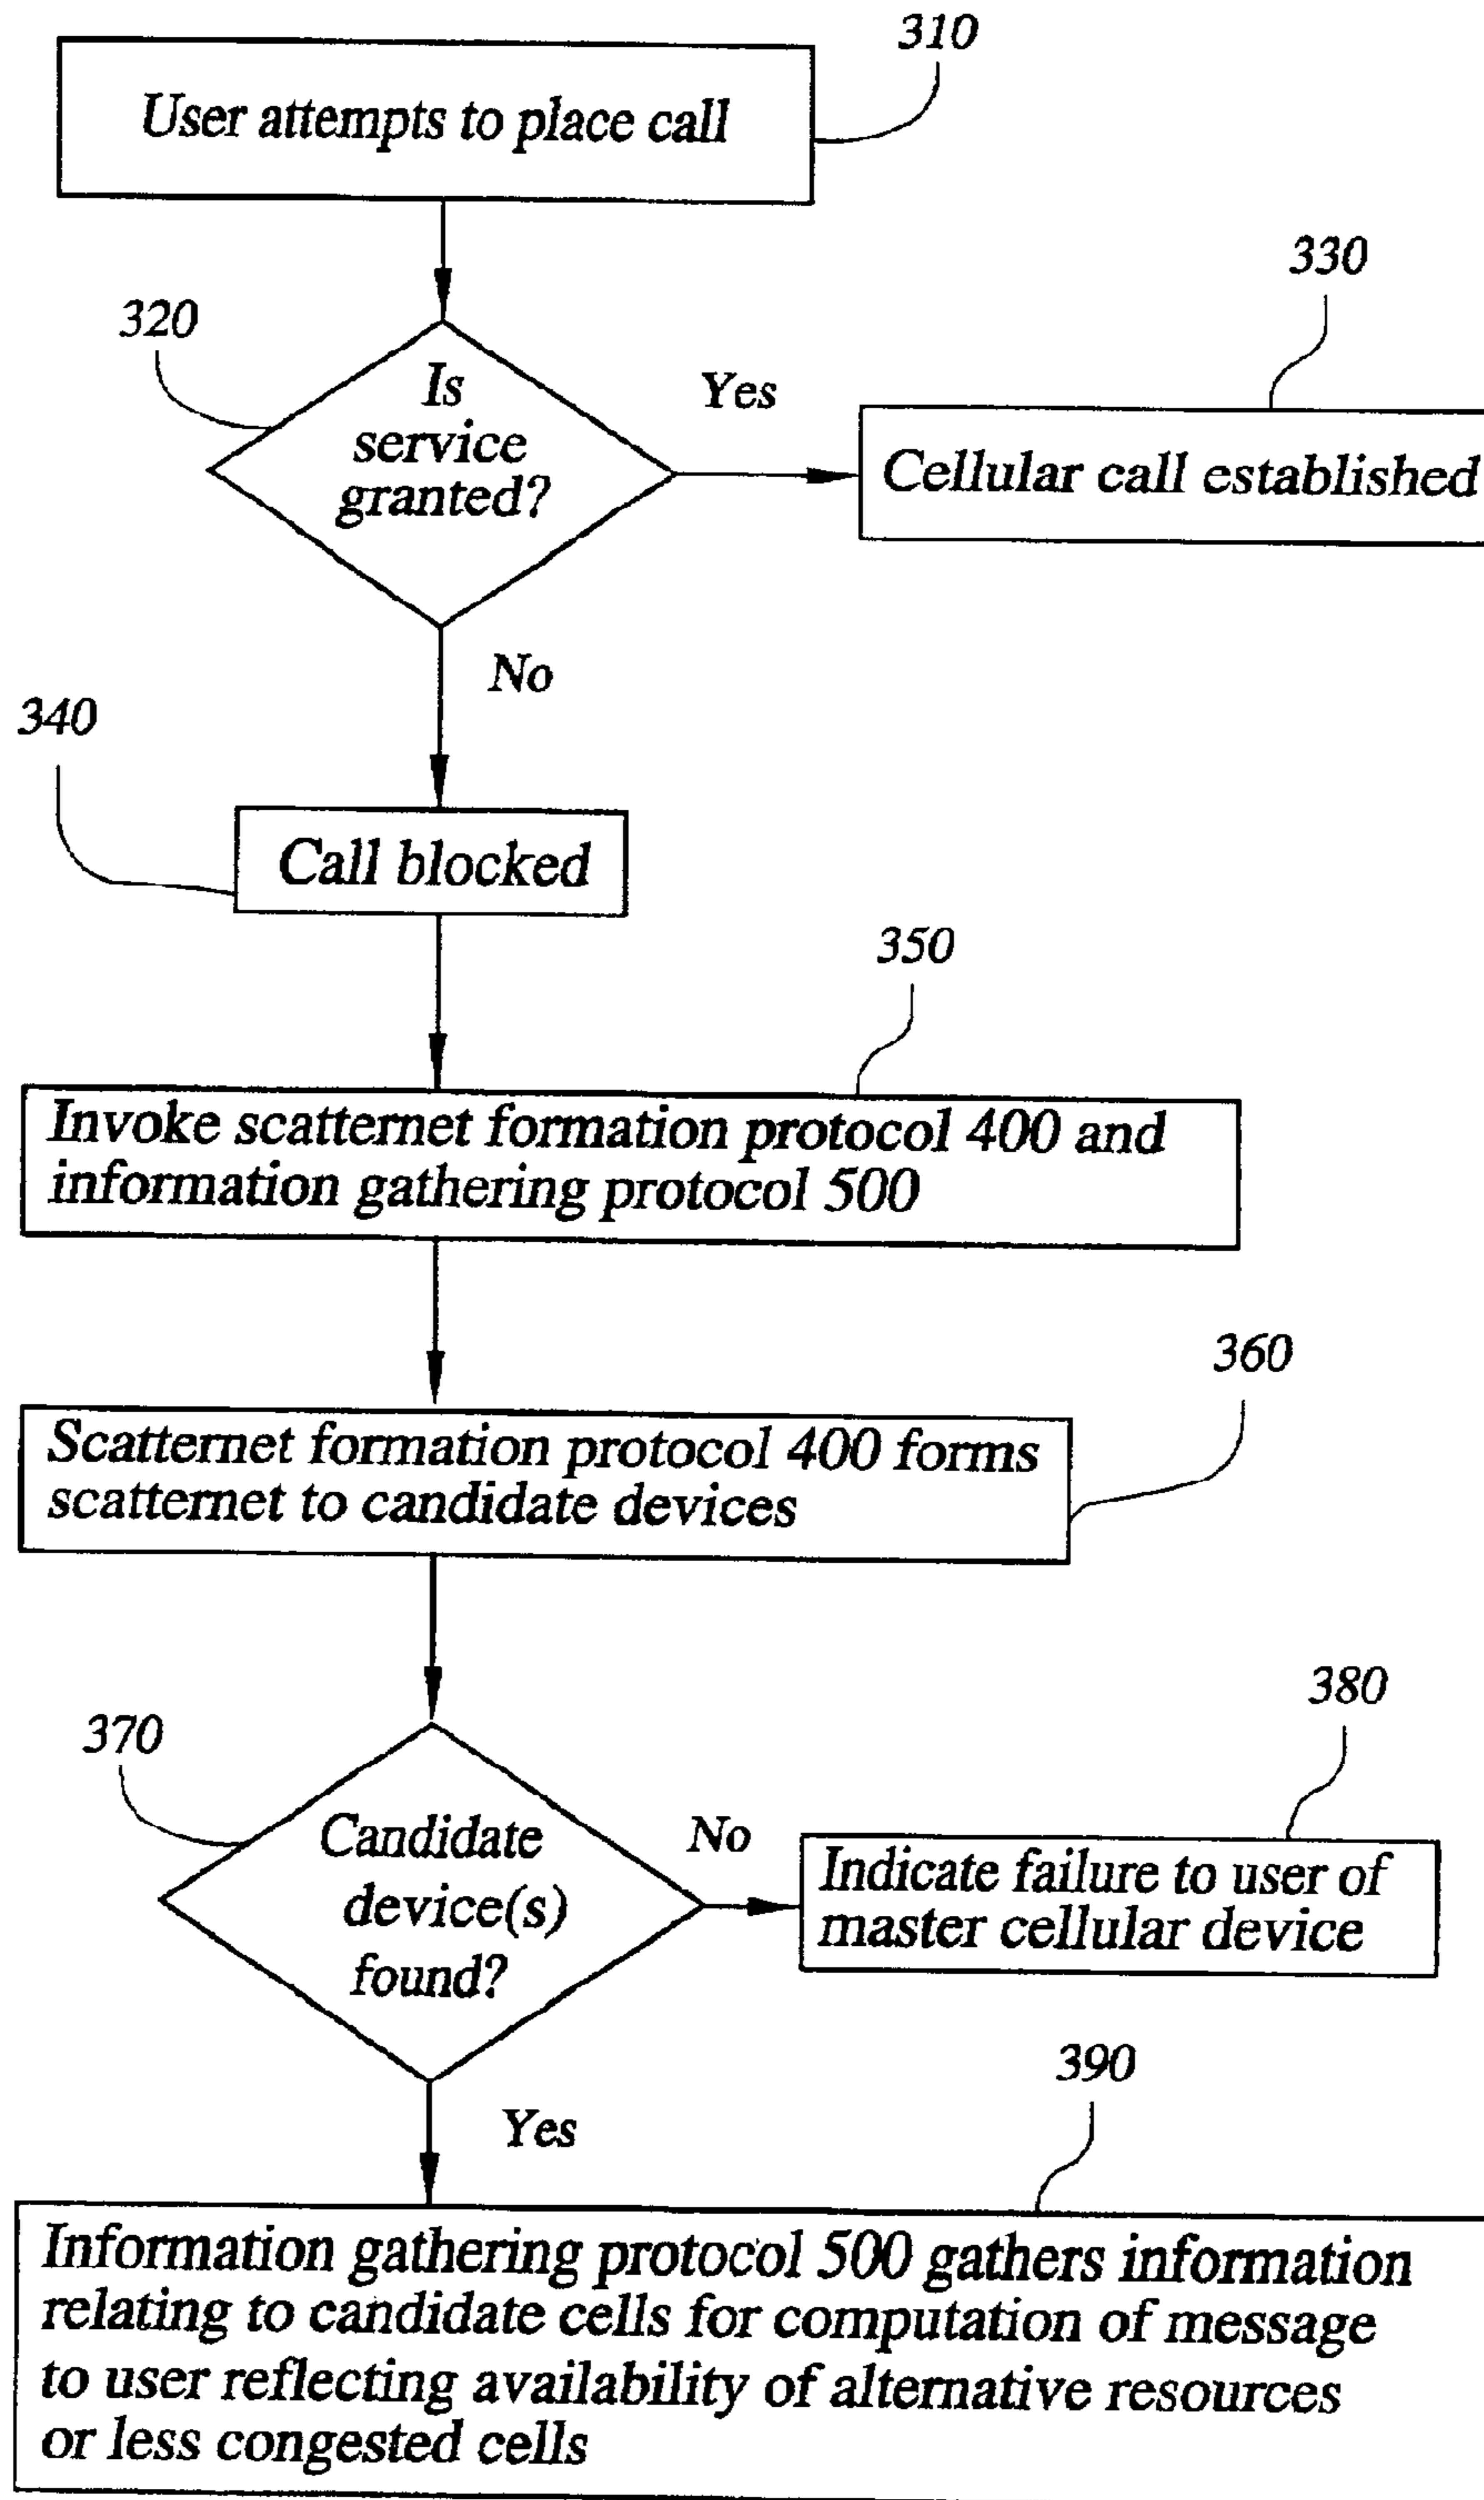 310
User attempts to place call
330
320
Is
service
granted?
Yes
Cellular call established
No
340
Call blocked
350
Invoke scatternet formation protocol 400 and
information gathering protocol 500
360
Scatternet formation protocol 400 forms
scatternet to candidate devices
380
370
Candidate
device(s)
found?
No
Indicate failure to user of
master cellular device
390
Yes
Information gathering protocol 500 gathers information
relating to candidate cells for computation of message
to user reflecting availability of alternative resources
or less congested cells